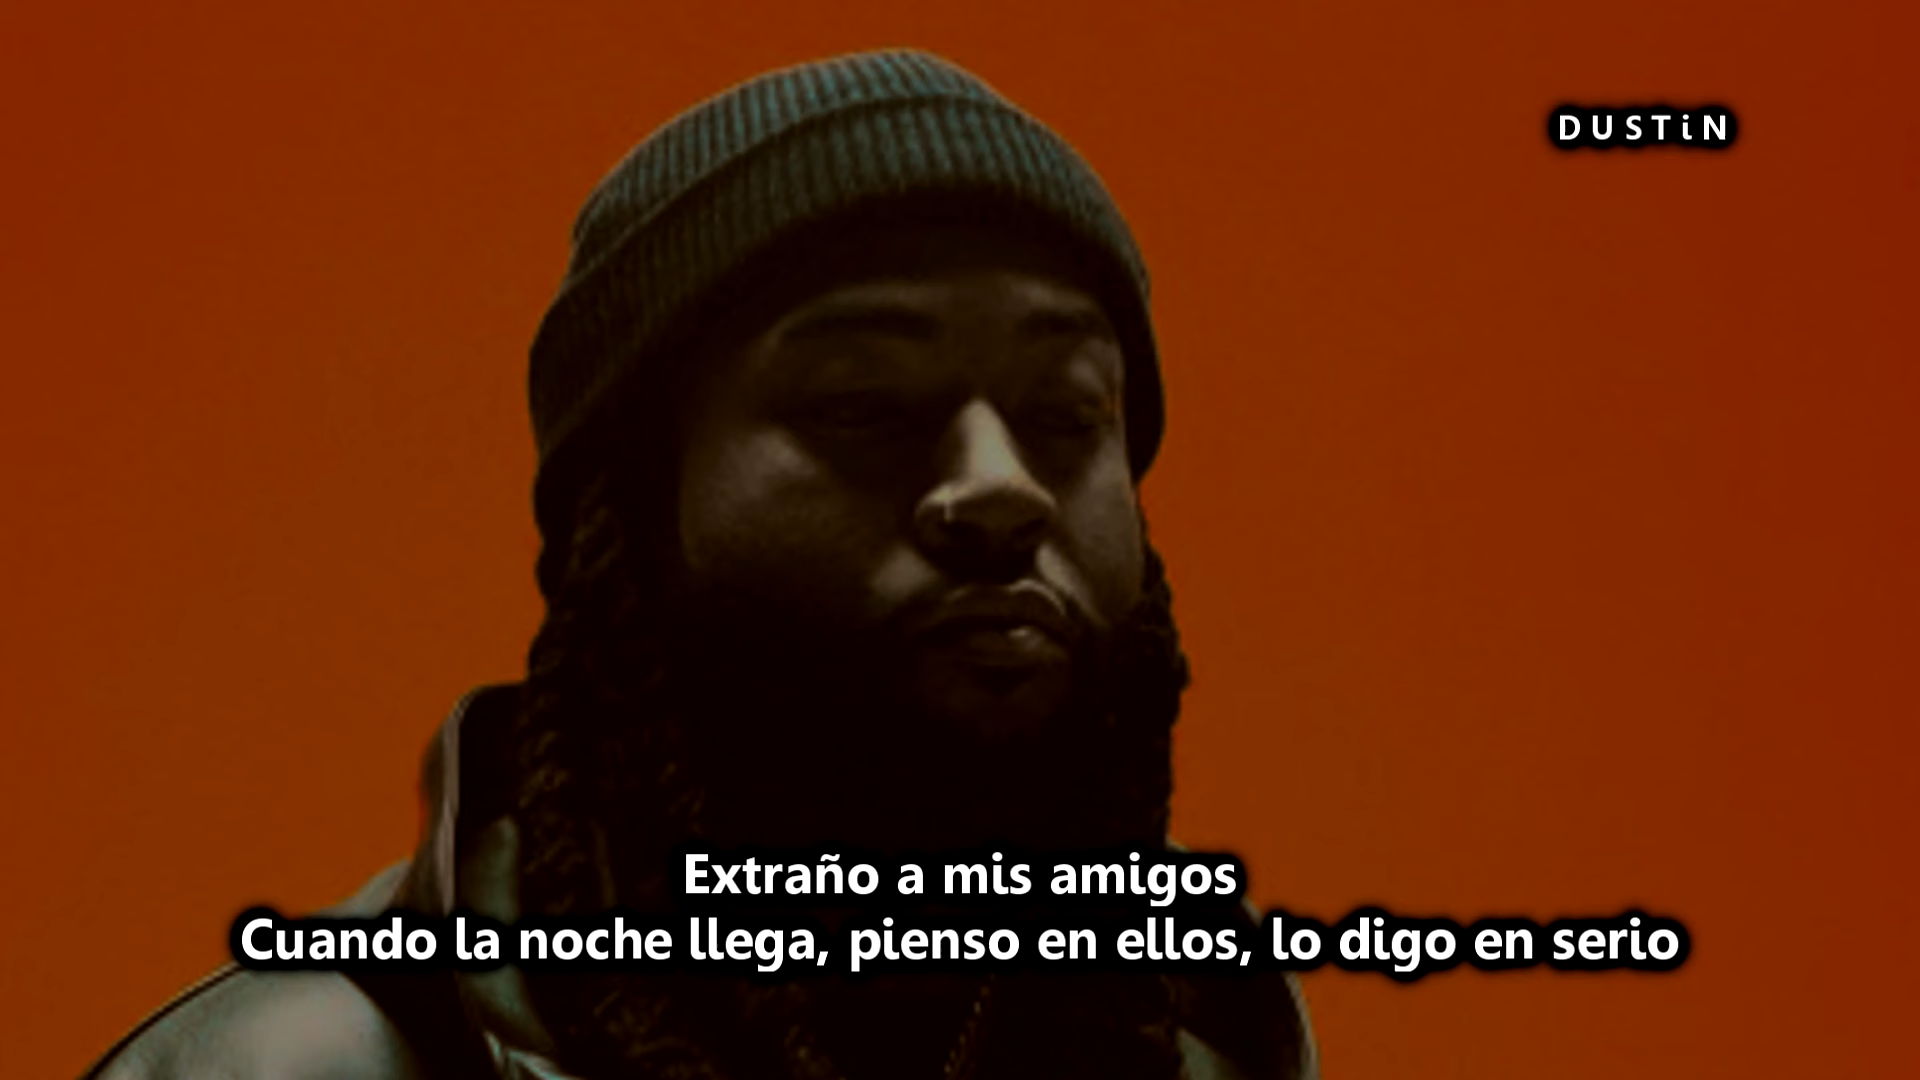 DUSTiN
Extraño a mis amigos
Cuando la noche llega, pienso en ellos, lo digo en serio